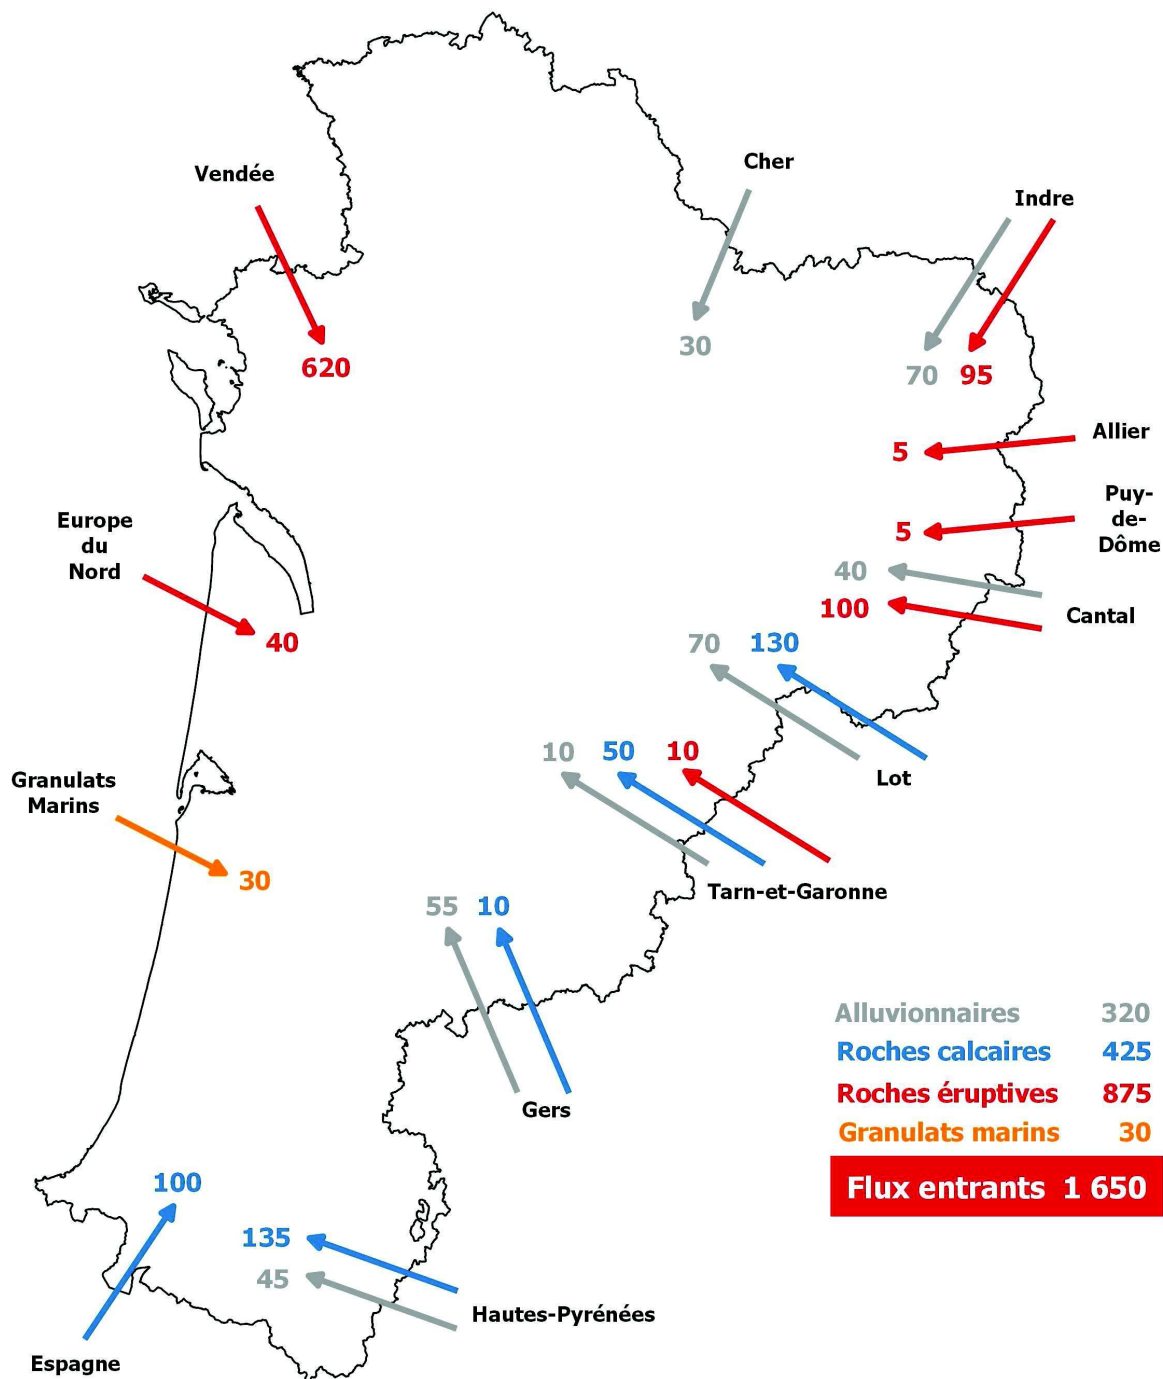 Cher
Vendée
Indre
30
620
70 95
Allier
5
Puy-
de-
Dôme
Europe
du
Nord
5
40
100
Cantal
40
70 130
10 50 10
Granulats
Marins
Lot
30
Tarn-et-Garonne
55 10
Alluvionnaires 320
Roches calcaires 425
Roches éruptives 875
Gers
Granulats marins 30
Flux entrants 1 650
100
135
45
Hautes-Pyrénées
Espagne